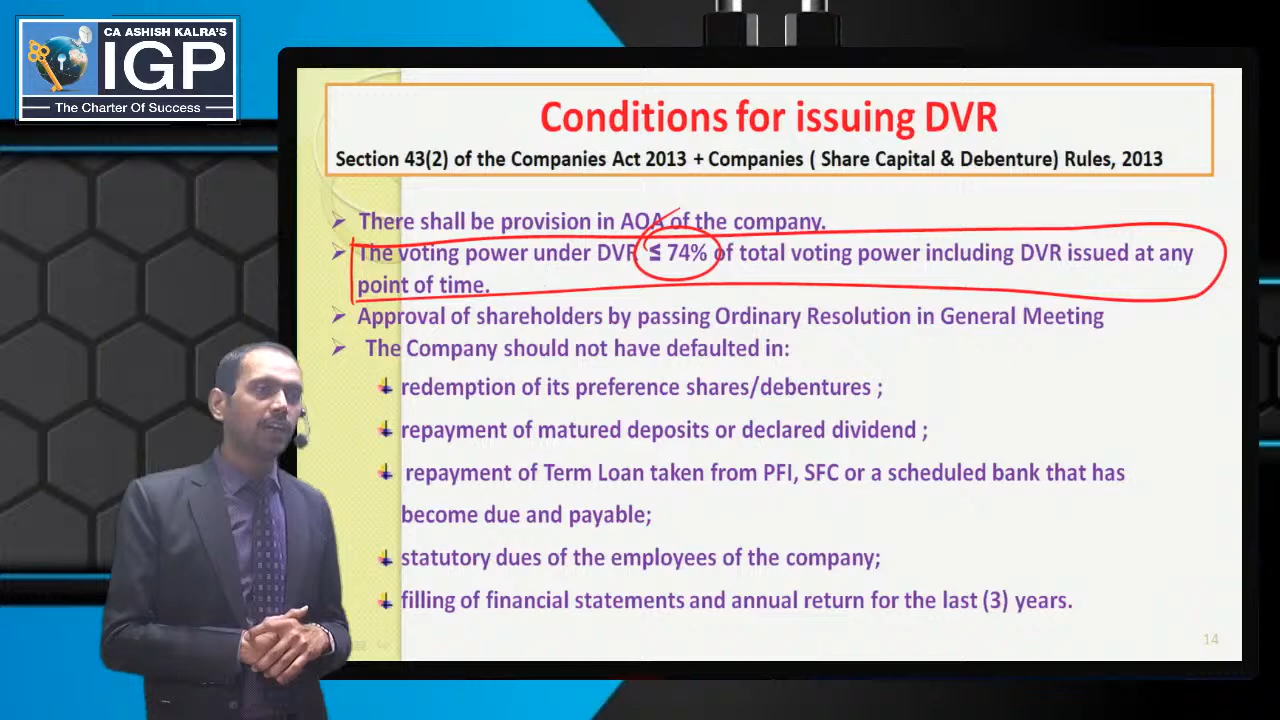 CA ASHISH KALRA'S
IGP
The Charter Of Success
Conditions for issuing DVR
Section 43(2) of the Companies Act 2013 + Companies ( Share Capital & Debenture) Rules, 2013
There shall be provision in AOA of the company.
The voting power under DVR ≤ 74% of total voting power including DVR issued at any
point of time.
Approval of shareholders by passing Ordinary Resolution in General Meeting
The Company should not have defaulted in:
redemption of its preference shares/debentures ;
repayment of matured deposits or declared dividend ;
repayment of Term Loan taken from PFI, SFC or a scheduled bank that has
become due and payable;
statutory dues of the employees of the company;
filling of financial statements and annual return for the last (3) years.
14